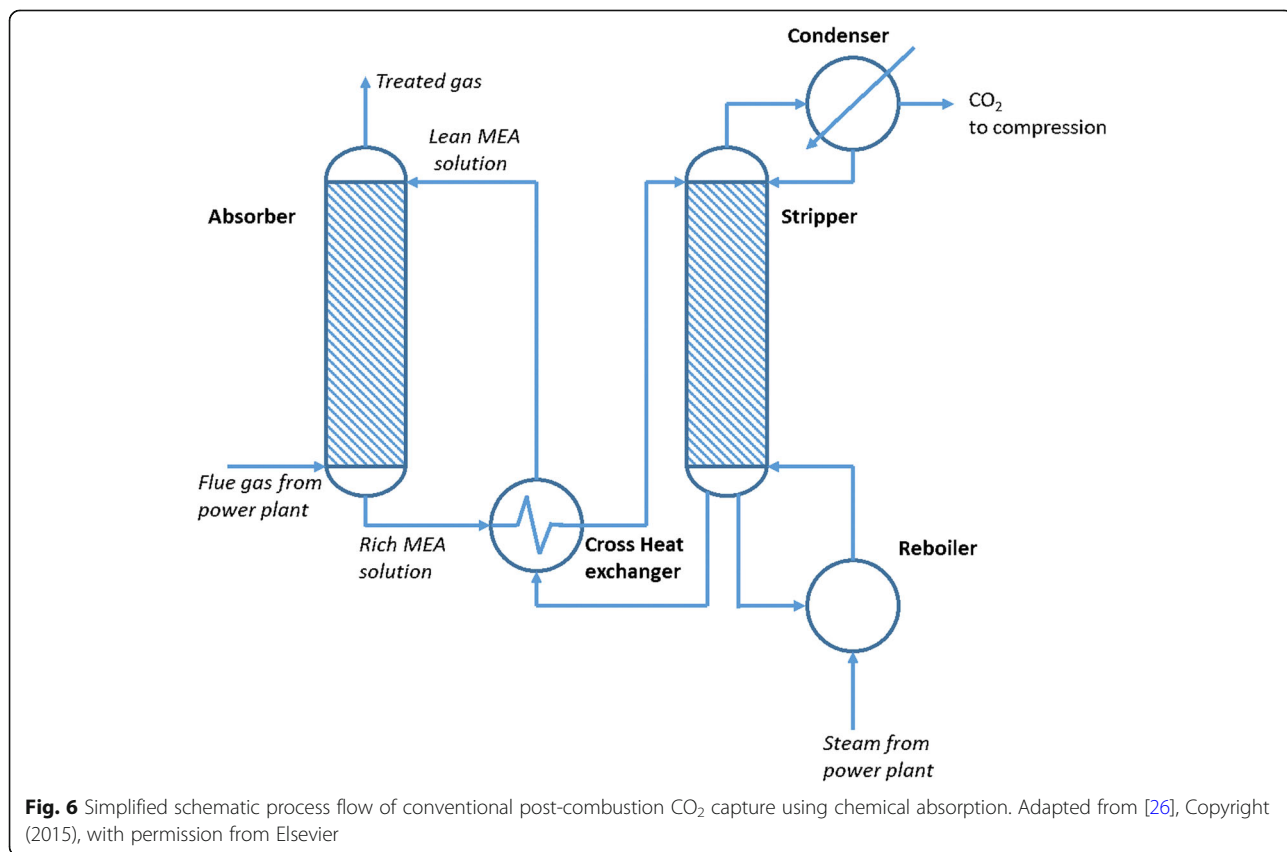 Condenser
Treated gas
CO₂
to compression
Lean MEA
solution
Absorber
Stripper
Flue gas from
power plant
Rich MEA
solution
Cross Heat
exchanger
Reboiler
Steam from
power plant
Fig. 6 Simplified schematic process flow of conventional post-combustion CO₂ capture using chemical absorption. Adapted from [26], Copyright
(2015), with permission from Elsevier